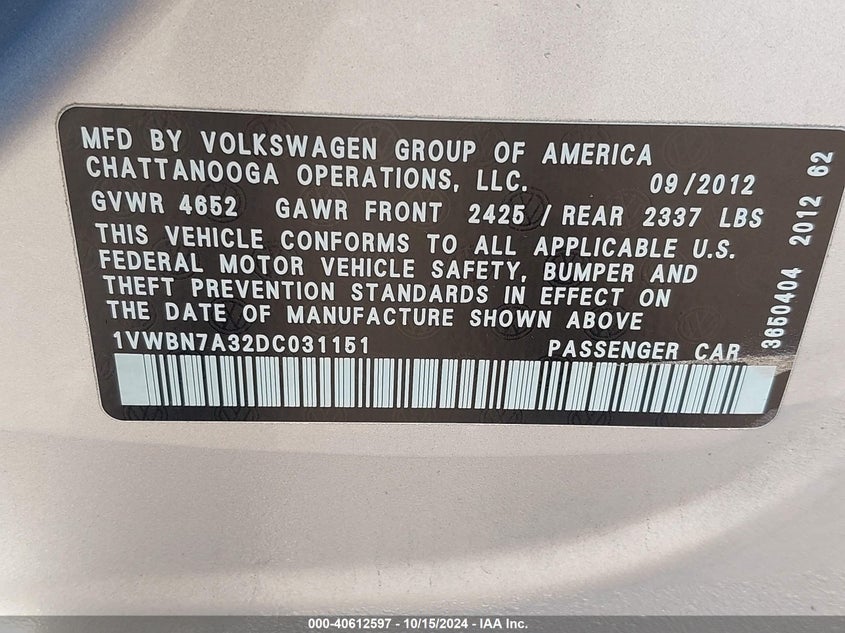 MFD BY VOLKSWAGEN GROUP OF AMERICA
CHATTANOOGA OPERATIONS, LLC. 09/2012
GVWR 4652 GAWR FRONT 2425/REAR 2337 LBS
THIS VEHICLE CONFORMS TO ALL APPLICABLE U.S.
FEDERAL MOTOR VEHICLE SAFETY, BUMPER AND
THEFT PREVENTION STANDARDS IN EFFECT ON
THE DATE OF MANUFACTURE SHOWN ABOVE
1VWBN7A32DC031151 PASSENGER CAR
3650404 2012 62
000-40612597 - 10/15/2024 - IAA Inc.